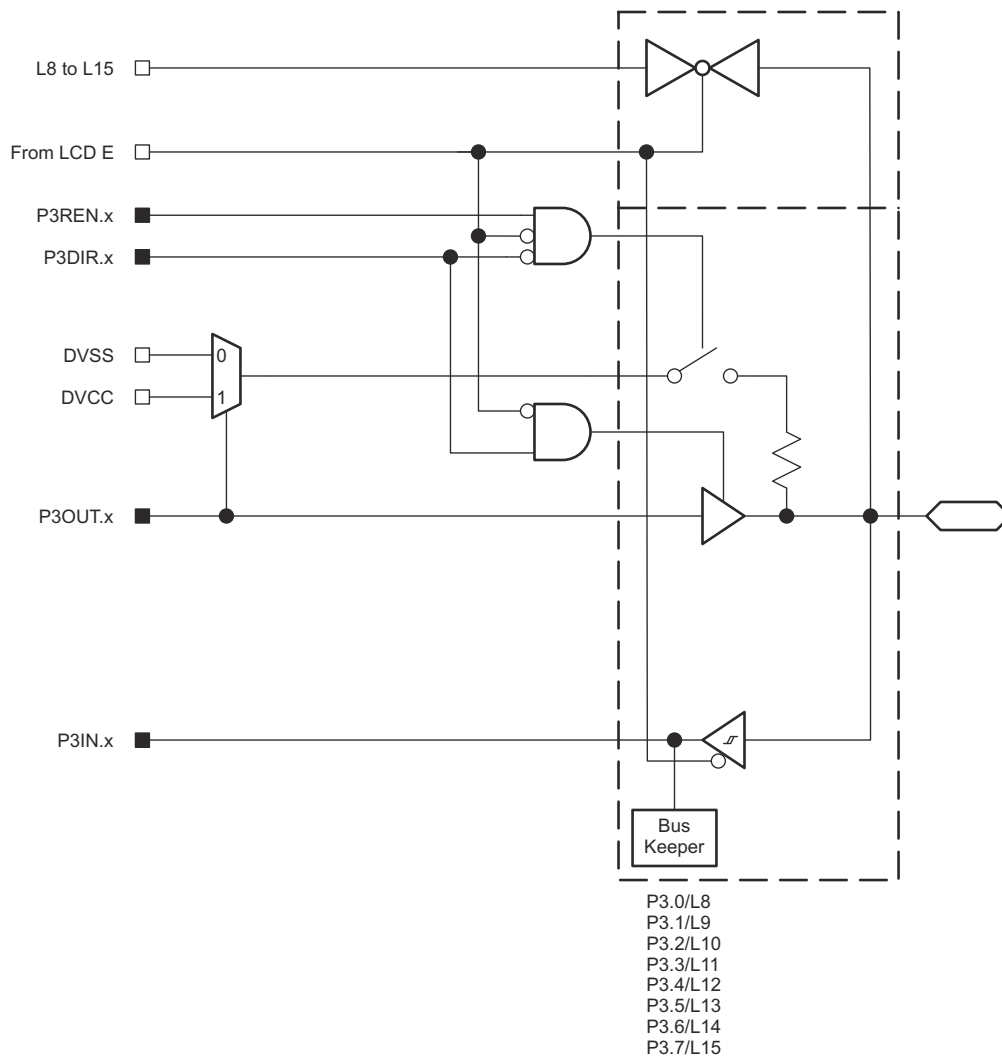 L8 to L15
From LCD E
P3REN.x
P3DIR.x
DVSS
0
DVCC
1
P3OUT.x
P3IN.x
Bus
Keeper
P3.0/L8
P3.1/L9
P3.2/L10
P3.3/L11
P3.4/L12
P3.5/L13
P3.6/L14
P3.7/L15